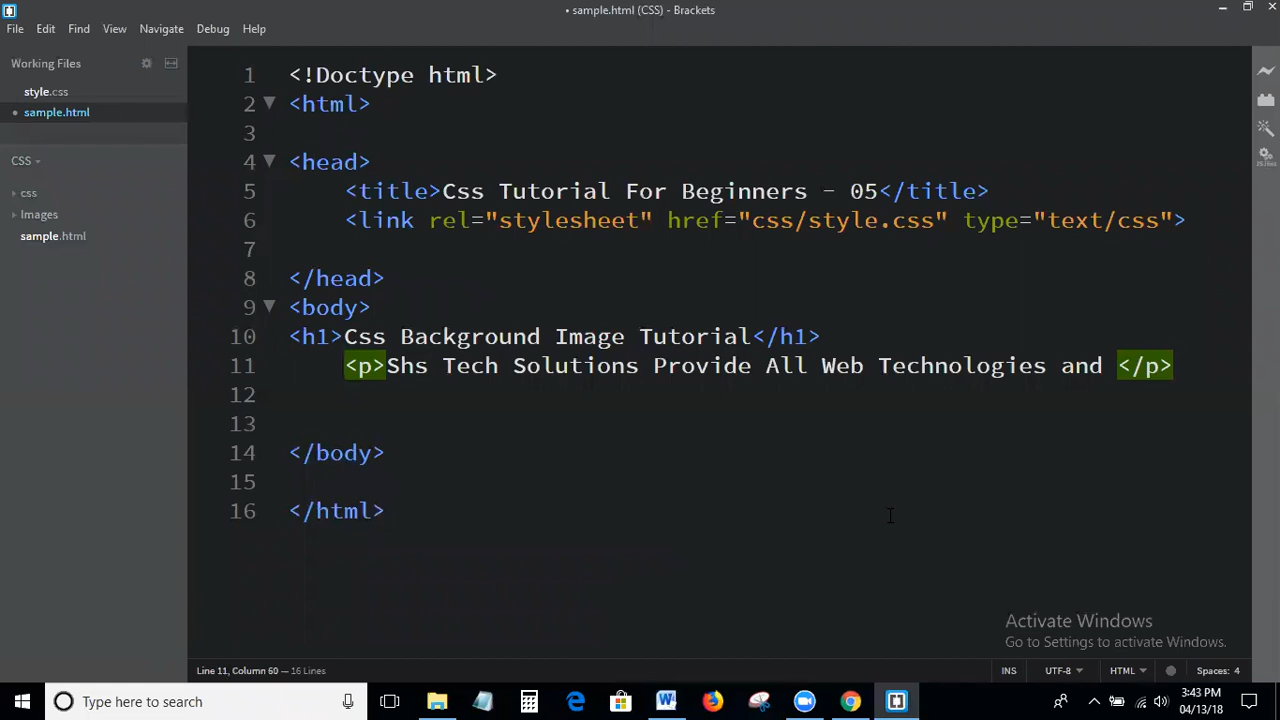 • sample.html (CSS) - Brackets
File Edit Find View Navigate Debug Help
Working Files
style.css
• sample.html
CSS
css
Images
sample.html
1 <!Doctype html>
2 <html>
3
4 <head>
5 <title>Css Tutorial For Beginners - 05</title>
6 <link rel="stylesheet" href="css/style.css" type="text/css">
7
8 </head>
9 <body>
10 <h1>Css Background Image Tutorial</h1>
11 <p>Shs Tech Solutions Provide All Web Technologies and </p>
12
13
14 </body>
15
16 </html>
Activate Windows
Go to Settings to activate Windows.
Line 11, Column 60 — 16 Lines
INS UTF-8 HTML Spaces: 4
Type here to search
3:43 PM
04/13/18